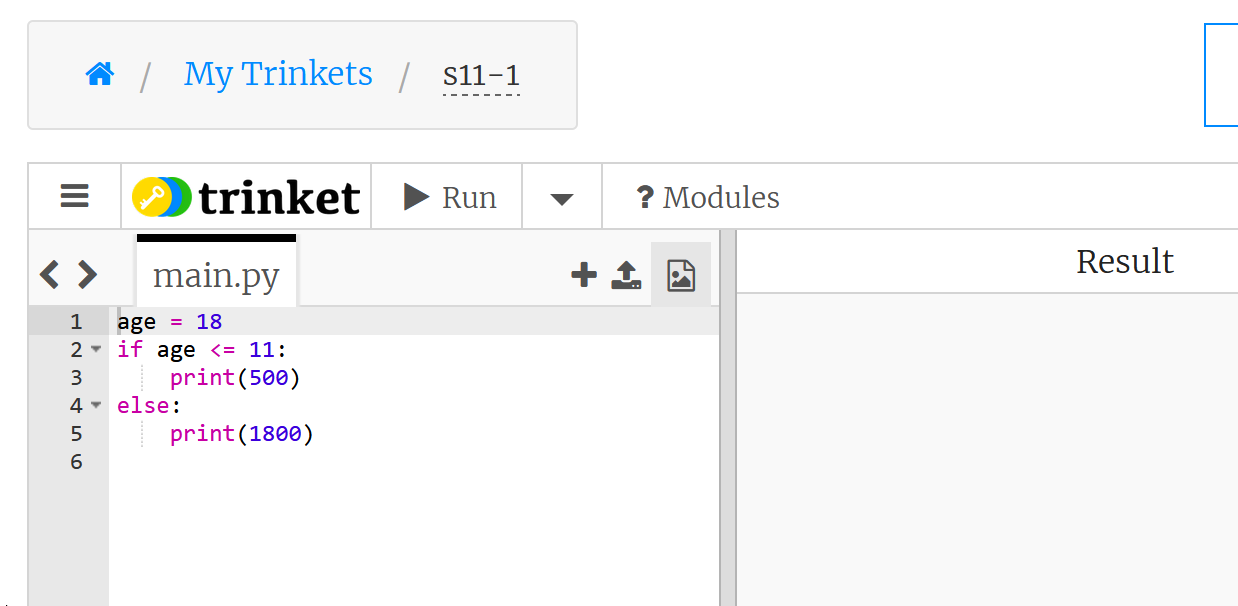 / My Trinkets / s11-1
trinket Run ? Modules
main.py
Result
1 age = 18
2 if age <= 11:
3     print(500)
4 else:
5     print(1800)
6